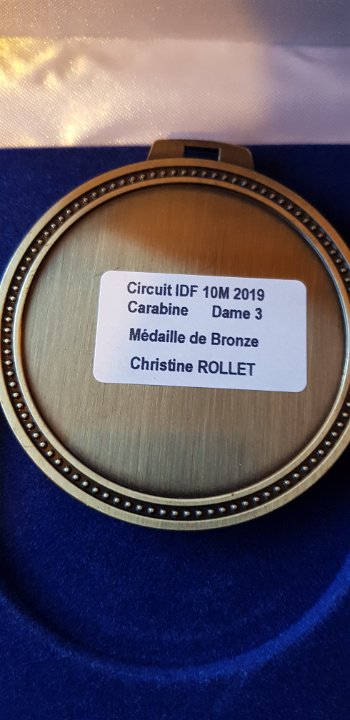 Circuit IDF 10M 2019
Carabine Dame 3
Médaille de Bronze
Christine ROLLET